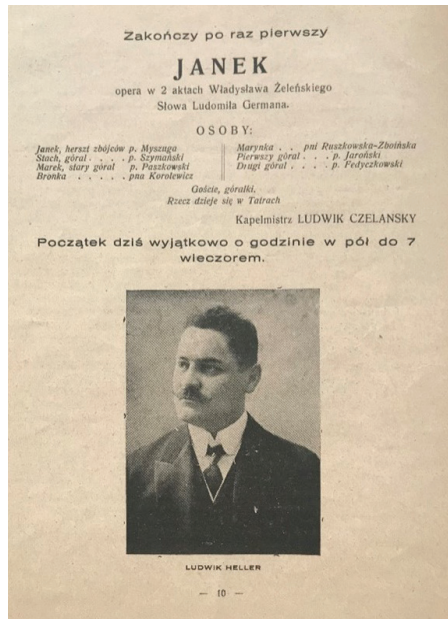 Zakończy po raz pierwszy
JANEK
opera w 2 aktach Władysława Żeleńskiego
Słowa Ludomila Germana.
OSOBY:
Janek, herszt zbójców p. Myszuga
Stach, góral . . . . p. Szymański
Marek, stary góral p. Paszkowski
Bronka . . . . . pna Korolewicz
Marynka . . pni Ruszkowska-Zboińska
Pierwszy góral . . . p. Jaroński
Drugi góral . . . . p. Fedyczkowski
Goście, góralki.
Rzecz dzieje się w Tatrach
Kapelmistrz LUDWIK CZELANSKY
Początek dziś wyjątkowo o godzinie w pół do 7
wieczorem.
LUDWIK HELLER
— 10 —